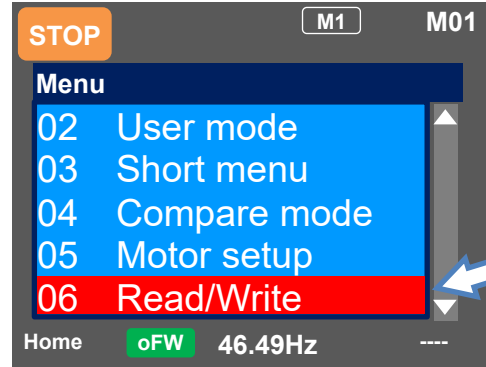 STOP M1 M01
Menu
02 User mode
03 Short menu
04 Compare mode
05 Motor setup
06 Read/Write
Home oFW 46.49Hz ----